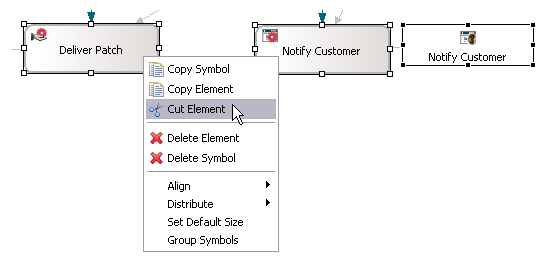 Deliver Patch
Notify Customer
Notify Customer
Copy Symbol
Copy Element
Cut Element
Delete Element
Delete Symbol
Align
Distribute
Set Default Size
Group Symbols